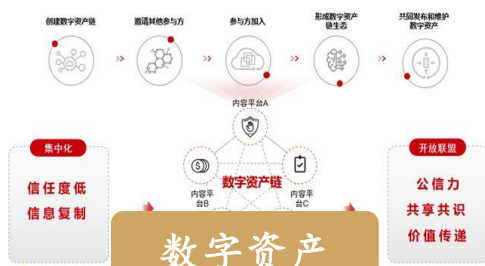 创建数字资产链
邀请其他参与方
参与方加入
形成数字资产
链生态
共同发布和维护
数字资产
内容平台A
集中化
信任度低
信息复制
内容平
台B
数字资产链
内容平
台C
开放联盟
公信力
共享共识
价值传递
数字资产